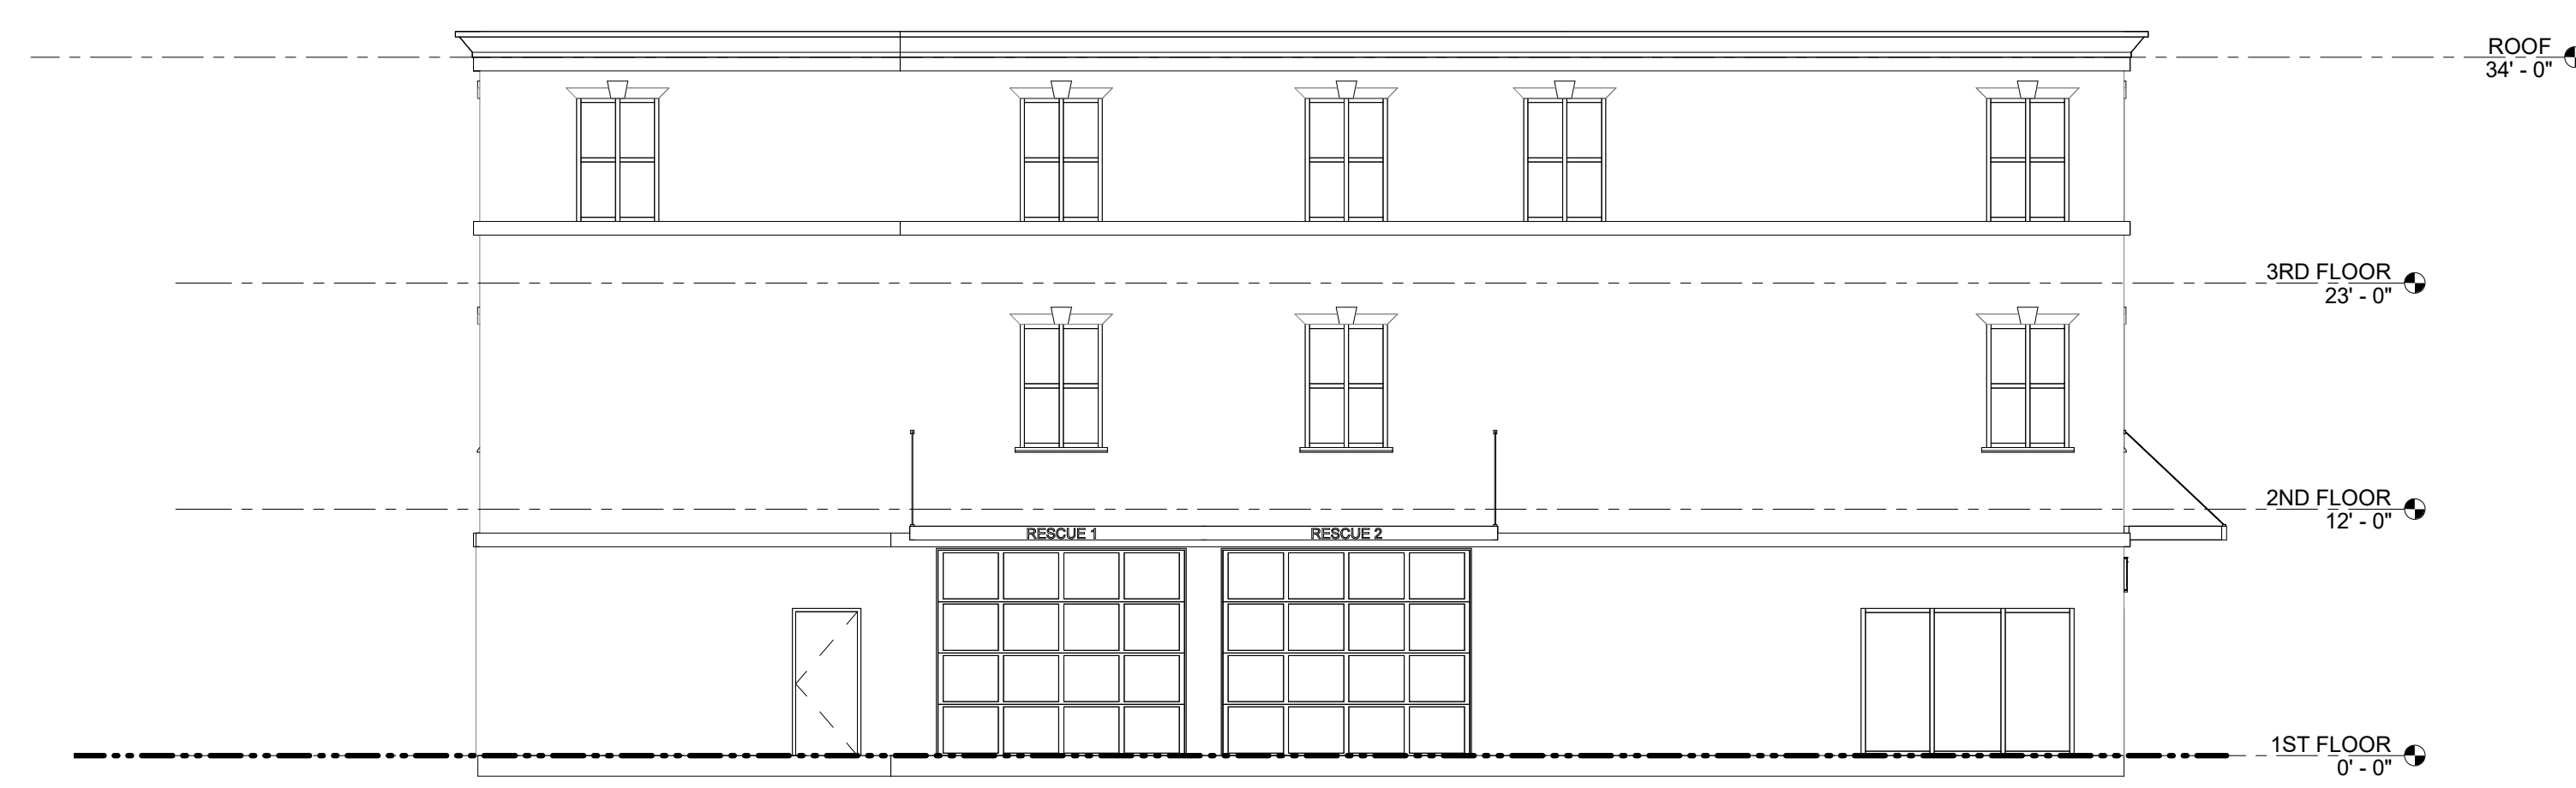 ROOF
34' - 0"
3RD FLOOR
23' - 0"
2ND FLOOR
12' - 0"
RESCUE 1
RESCUE 2
1ST FLOOR
0' - 0"